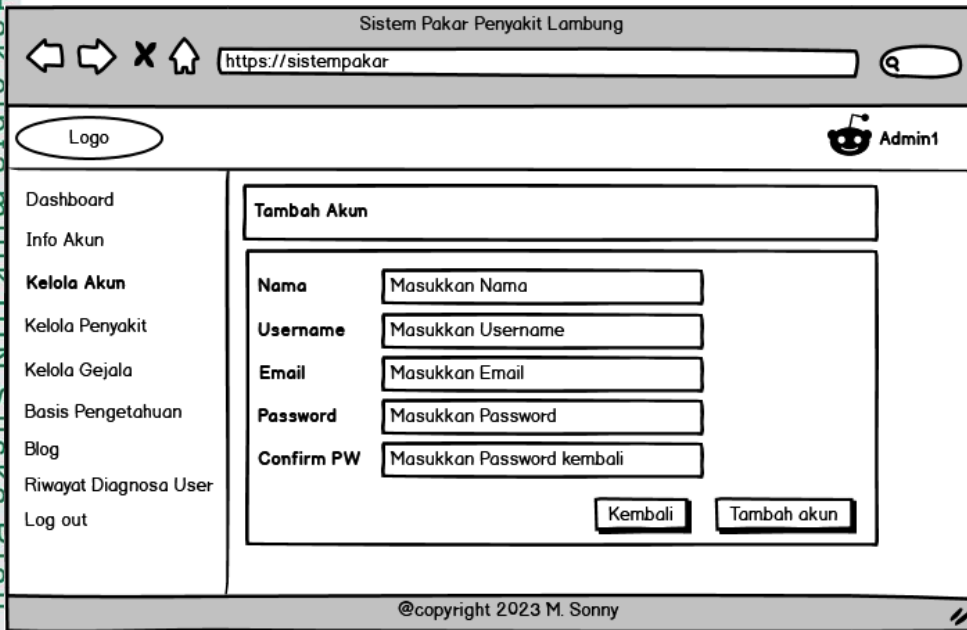 Sistem Pakar Penyakit Lambung
https://sistempakar
Logo
Admin1
Dashboard
Info Akun
Kelola Akun
Kelola Penyakit
Kelola Gejala
Basis Pengetahuan
Blog
Riwayat Diagnosa User
Log out
Tambah Akun
Nama Masukkan Nama
Username Masukkan Username
Email Masukkan Email
Password Masukkan Password
Confirm PW Masukkan Password kembali
Kembali Tambah akun
@copyright 2023 M. Sonny